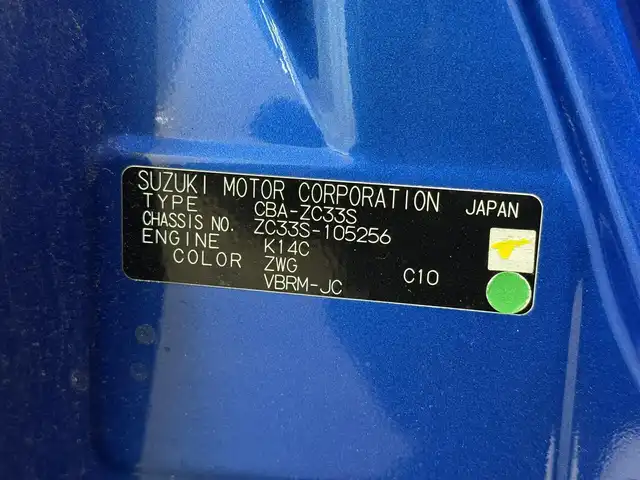 SUZUKI MOTOR CORPORATION JAPAN
TYPE CBA-ZC33S
CHASSIS NO. ZC33S-105256
ENGINE K14C
COLOR ZWG C10
VBRM-JC